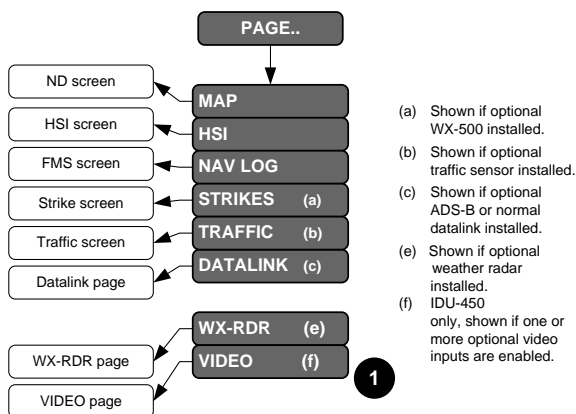 PAGE..
ND screen
MAP
HSI screen
HSI
FMS screen
NAV LOG
Strike screen
STRIKES (a)
Traffic screen
TRAFFIC (b)
Datalink page
DATALINK (c)
WX-RDR (e)
WX-RDR page
VIDEO (f)
VIDEO page
1
(a) Shown if optional
WX-500 installed.
(b) Shown if optional
traffic sensor installed.
(c) Shown if optional
ADS-B or normal
datalink installed.
(e) Shown if optional
weather radar
installed.
(f) IDU-450
only, shown if one or
more optional video
inputs are enabled.